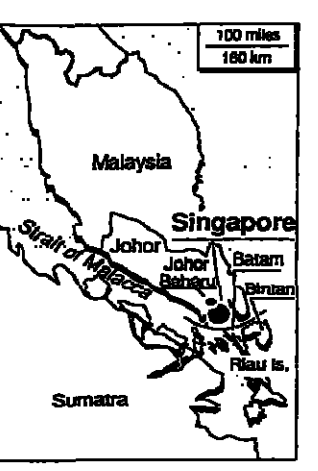 100 miles
160 km
Malaysia
Singapore
Strait of Malacca
Johor
Johor
Baharu
Batam
Bintan
Riau Is.
Sumatra